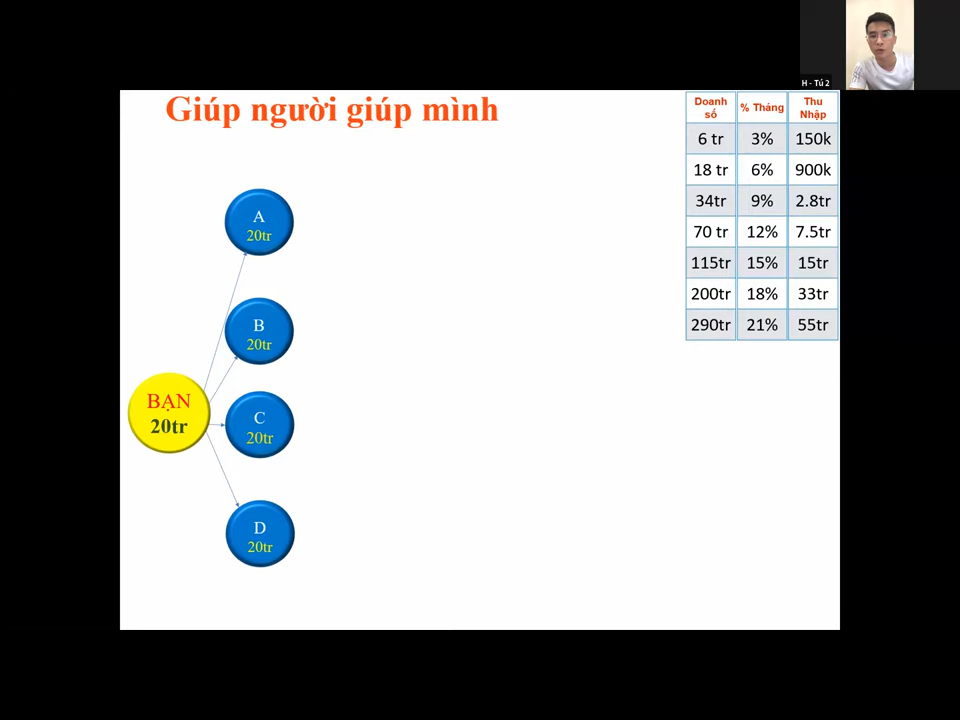 H - Tú 2
Giúp người giúp mình
Doanh số % Tháng Thu Nhập
6 tr 3% 150k
18 tr 6% 900k
34tr 9% 2.8tr
70 tr 12% 7.5tr
115tr 15% 15tr
200tr 18% 33tr
290tr 21% 55tr
A
20tr
B
20tr
BẠN
20tr
C
20tr
D
20tr